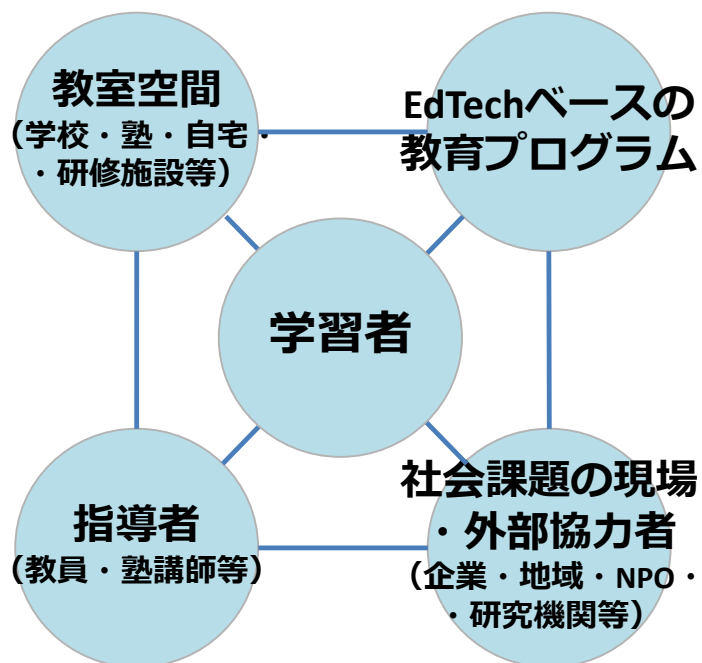 教室空間
（学校・塾・自宅・
・研修施設等）
EdTechベースの
教育プログラム
学習者
指導者
（教員・塾講師等）
社会課題の現場
・外部協力者
（企業・地域・NPO・
・研究機関等）